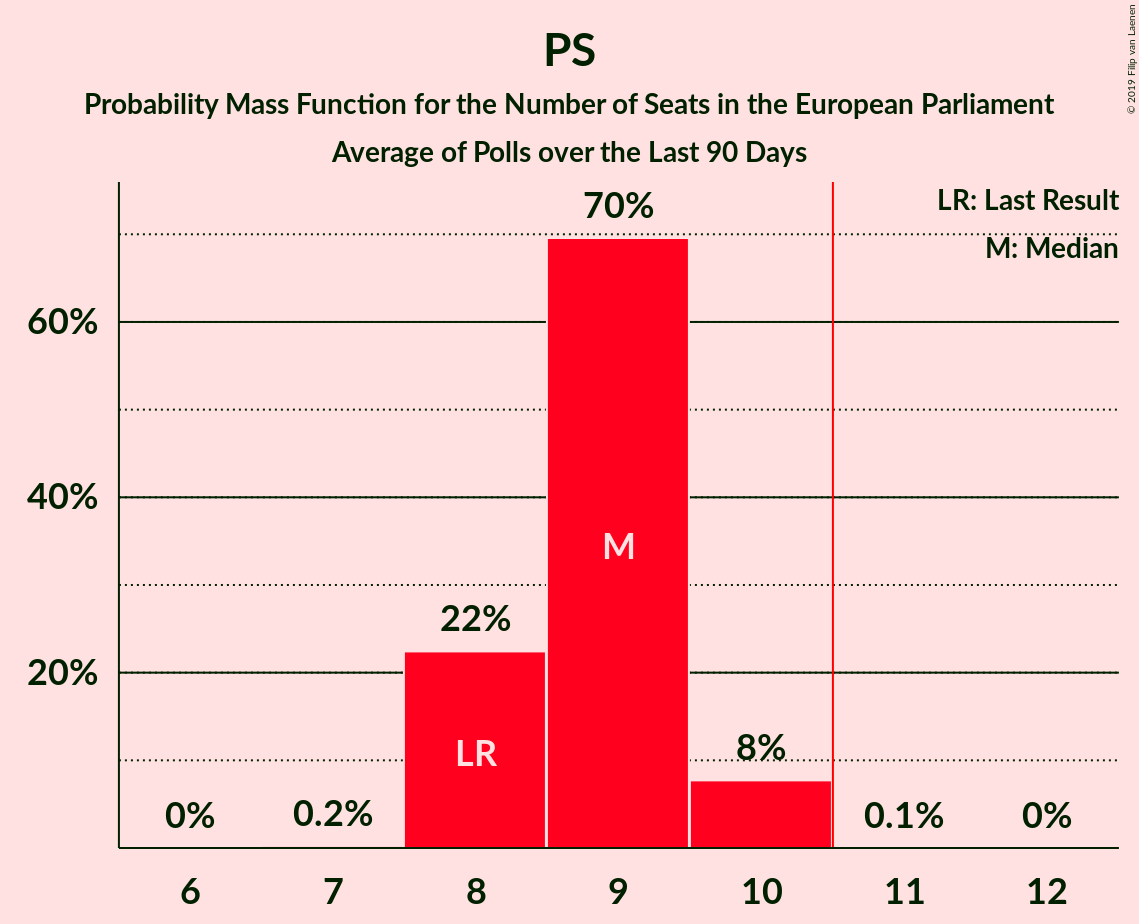 PS
Probability Mass Function for the Number of Seats in the European Parliament
Average of Polls over the Last 90 Days
© 2019 Filip van Laenen
LR: Last Result
M: Median
60%
40%
20%
0%
0.2%
22%
70%
8%
0.1%
0%
LR
M
6
7
8
9
10
11
12